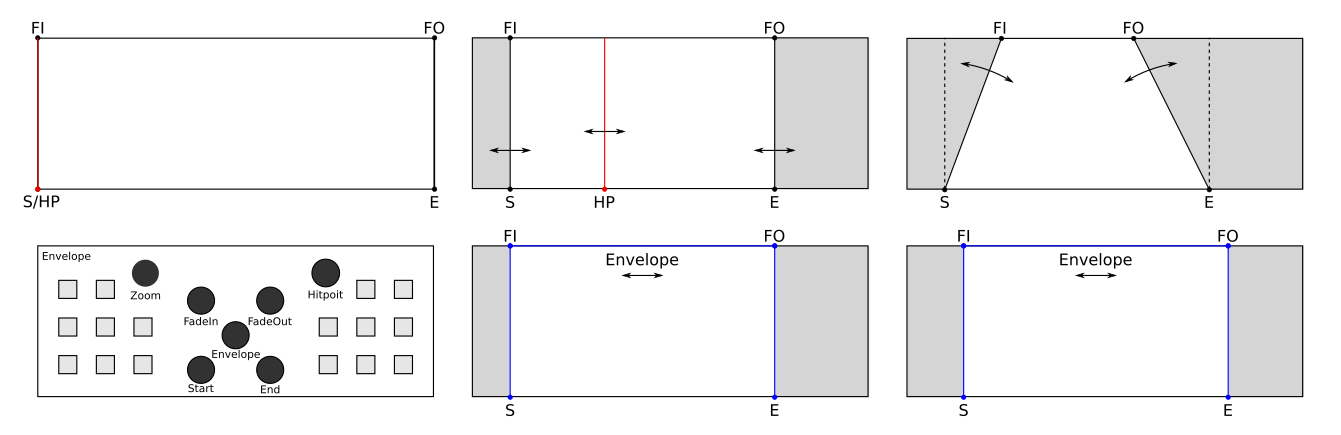 FI FO
S/HP E
FI FO
S HP E
FI FO
S E
Envelope
Zoom Hitpoit
FadeIn FadeOut
Envelope
Start End
FI FO
Envelope
S E
FI FO
Envelope
S E